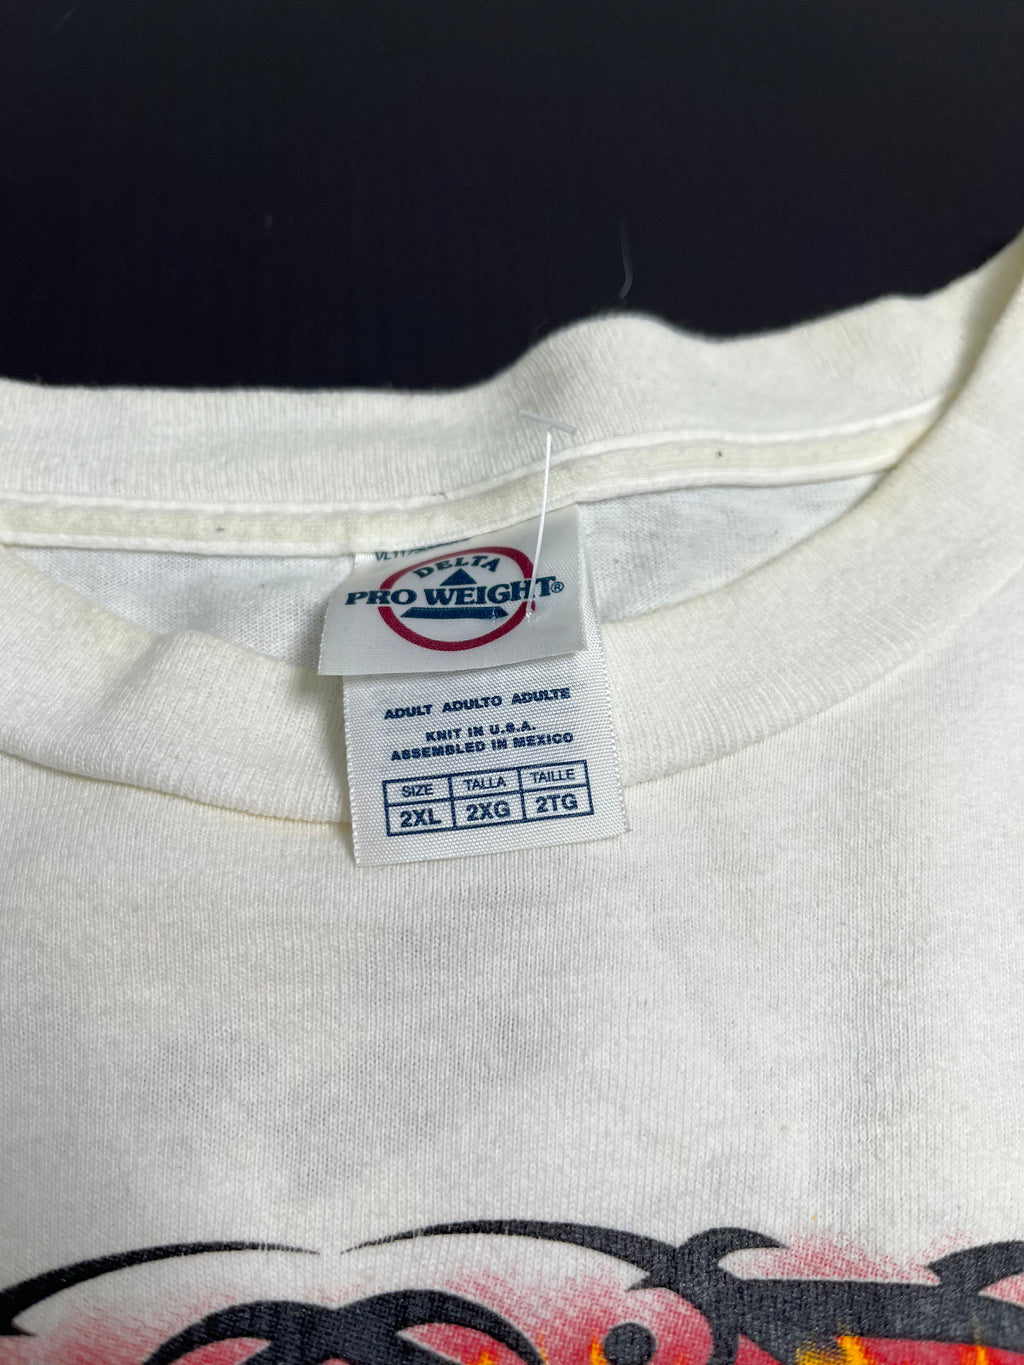 DELTA
PRO WEIGHT®
ADULT ADULTO ADULTE
KNIT IN U.S.A.
ASSEMBLED IN MEXICO
SIZE TALLA TAILLE
2XL 2XG 2TG